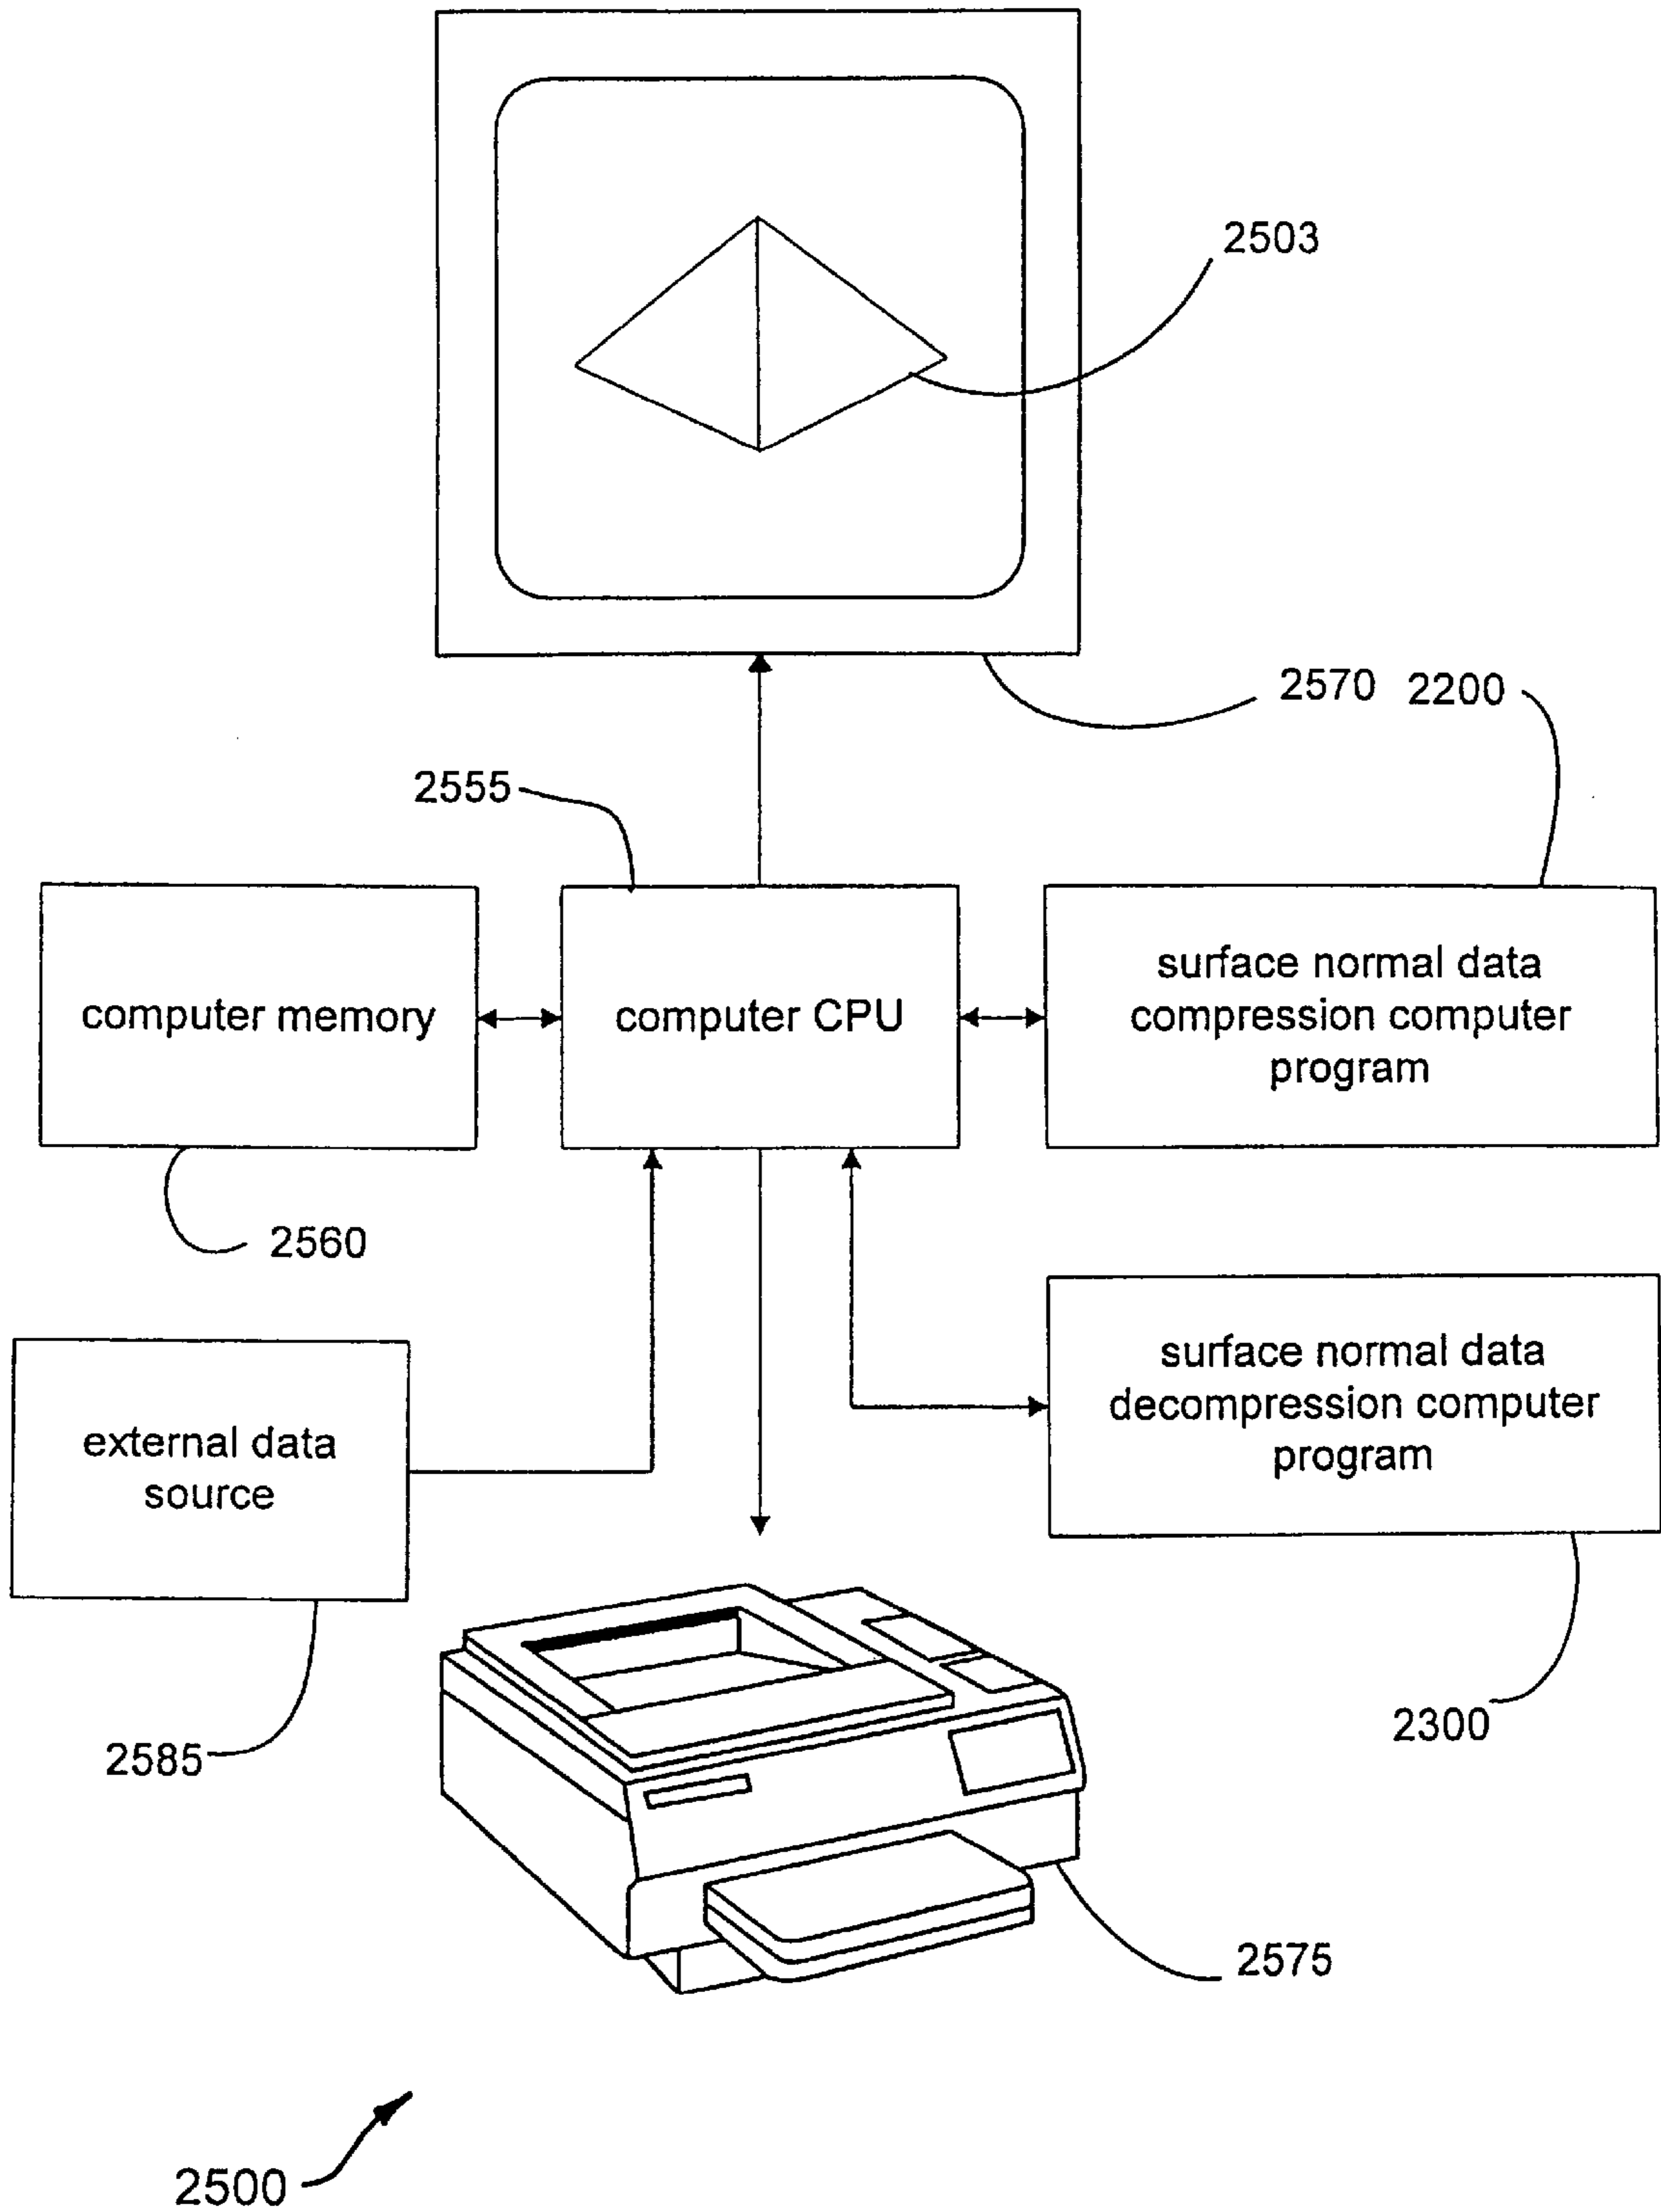 2503
2570
2200
2555
computer memory
computer CPU
surface normal data
compression computer
program
2560
surface normal data
decompression computer
program
external data
source
2300
2585
2575
2500